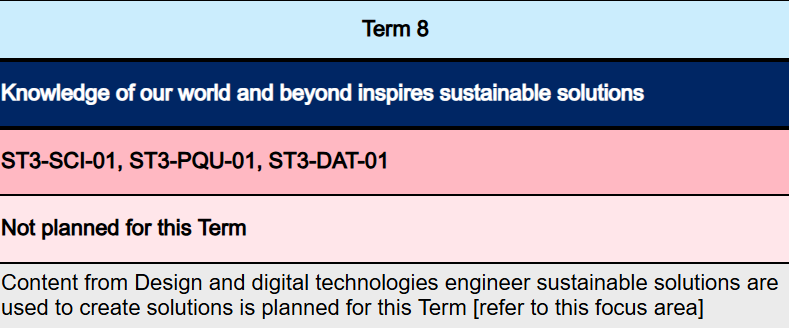 Term 8
Knowledge of our world and beyond inspires sustainable solutions
ST3-SCI-01, ST3-PQU-01, ST3-DAT-01
Not planned for this Term
Content from Design and digital technologies engineer sustainable solutions are
used to create solutions is planned for this Term [refer to this focus area]